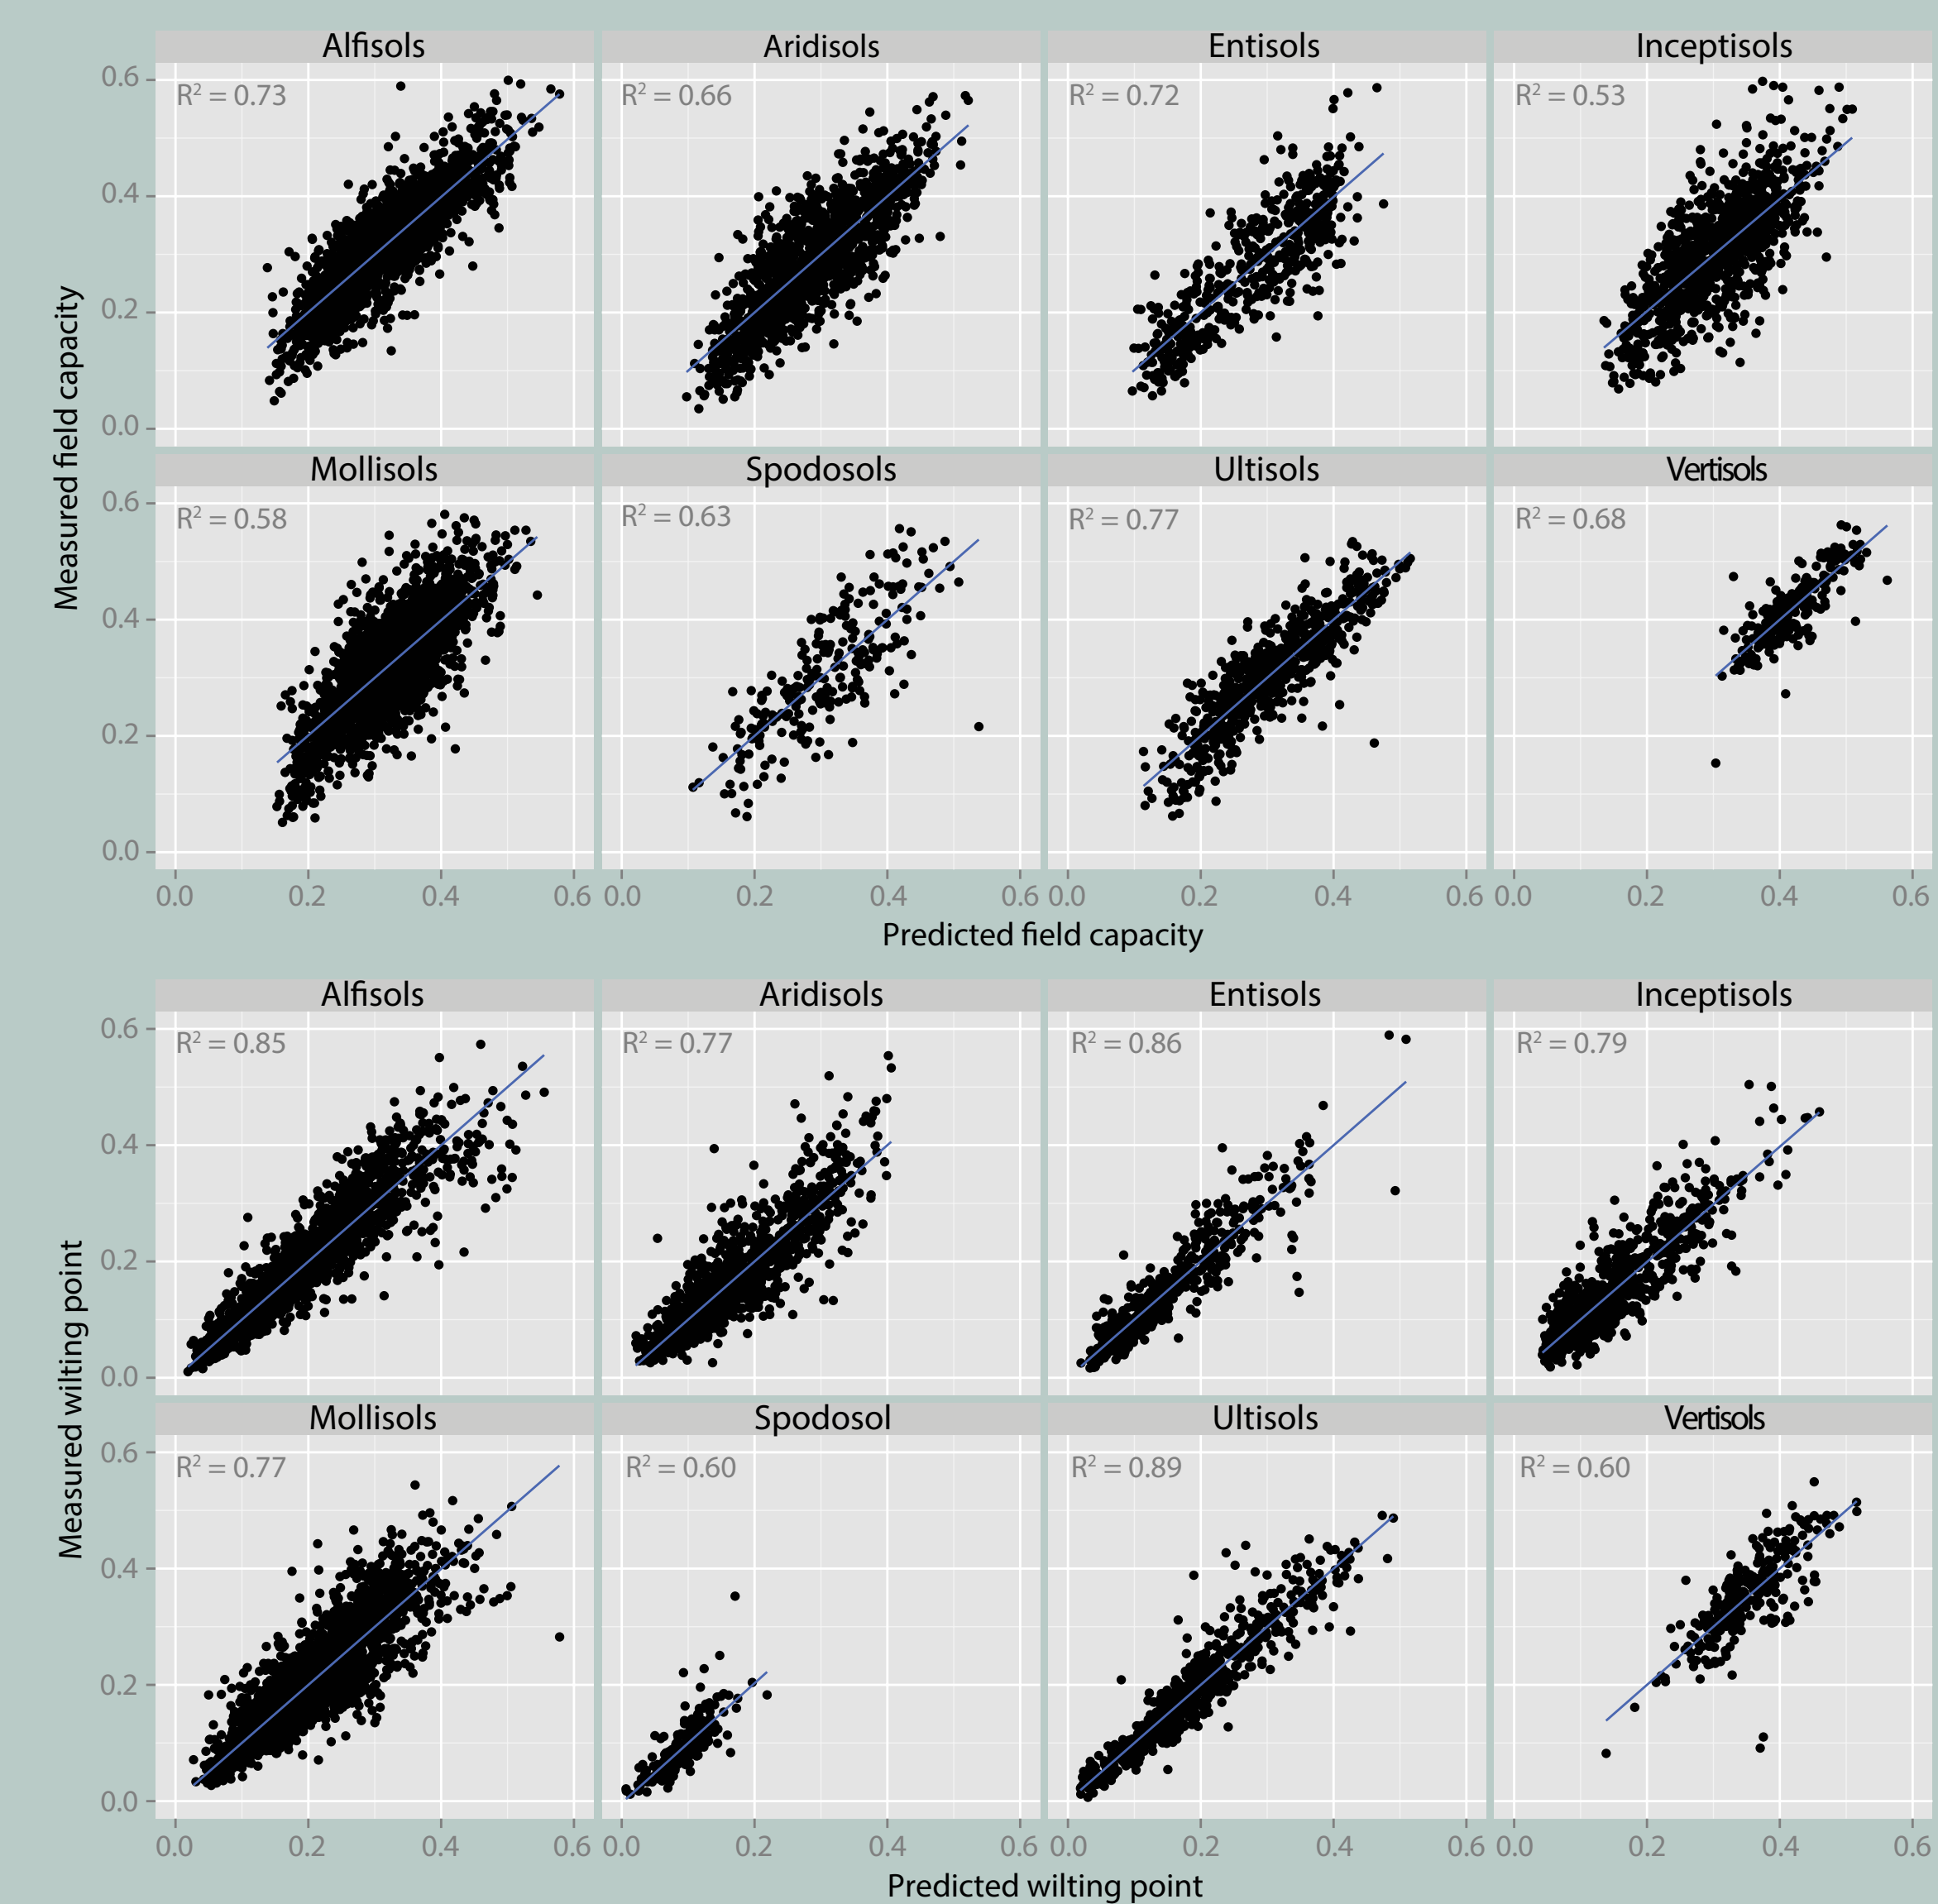 Alfisols Aridisols Entisols Inceptisols
0.6
R² = 0.73 R² = 0.66 R² = 0.72 R² = 0.53
0.4
0.2
0.0
Measured field capacity
Mollisols Spodosols Ultisols Vertisols
0.6
R² = 0.58 R² = 0.63 R² = 0.77 R² = 0.68
0.4
0.2
0.0
0.0 0.2 0.4 0.6 0.0 0.2 0.4 0.6 0.0 0.2 0.4 0.6 0.0 0.2 0.4 0.6
Predicted field capacity
Alfisols Aridisols Entisols Inceptisols
0.6
R² = 0.85 R² = 0.77 R² = 0.86 R² = 0.79
0.4
0.2
0.0
Measured wilting point
Mollisols Spodosol Ultisols Vertisols
0.6
R² = 0.77 R² = 0.60 R² = 0.89 R² = 0.60
0.4
0.2
0.0
0.0 0.2 0.4 0.6 0.0 0.2 0.4 0.6 0.0 0.2 0.4 0.6 0.0 0.2 0.4 0.6
Predicted wilting point